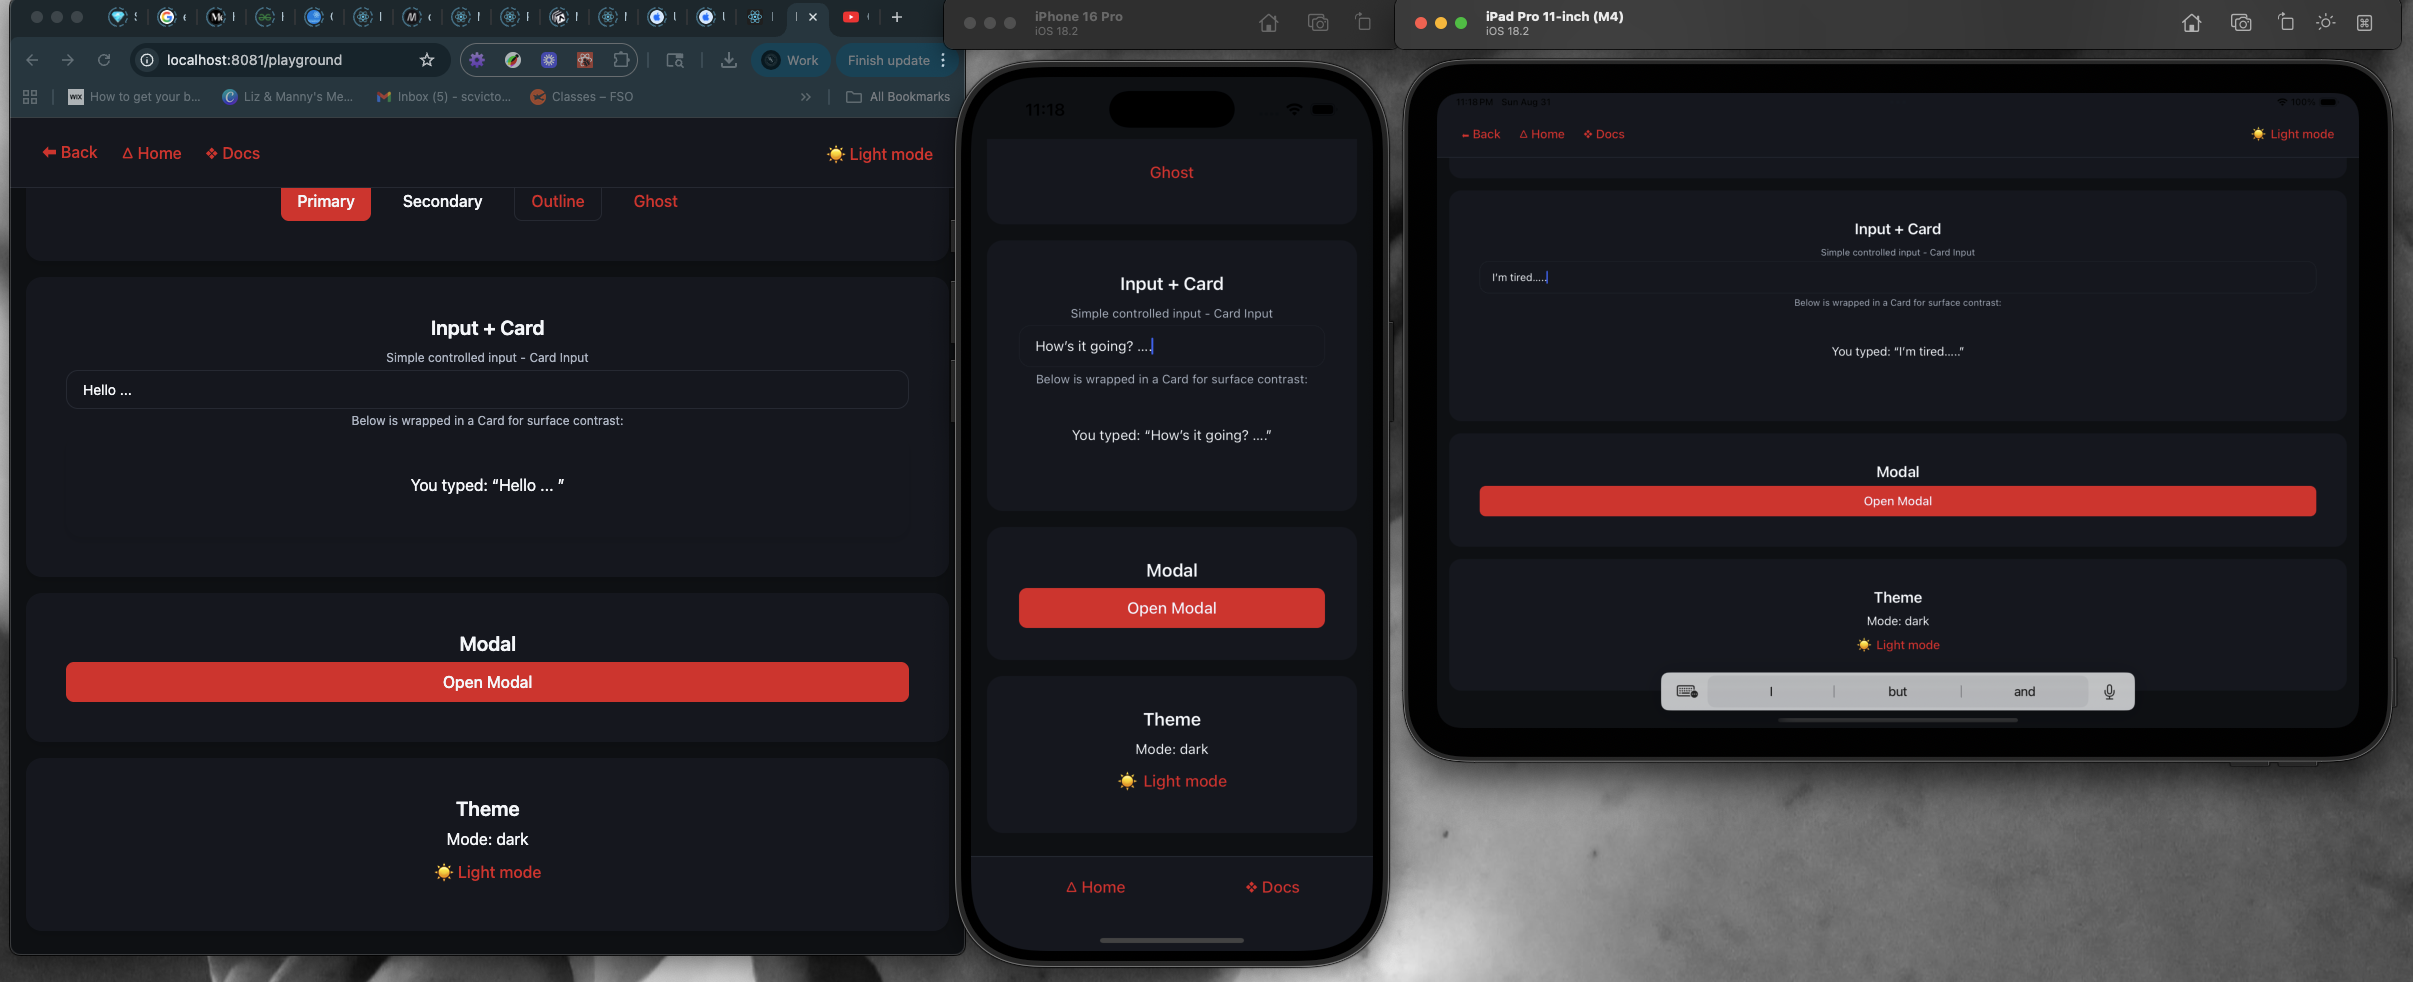 localhost:8081/playground
Work
Finish update
How to get your b...
Liz & Manny's Me...
Inbox (5) - scvicto...
Classes – FSO
All Bookmarks
Back
Home
Docs
Light mode
Primary
Secondary
Outline
Ghost
Input + Card
Simple controlled input - Card Input
Hello ...
Below is wrapped in a Card for surface contrast:
You typed: “Hello ... ”
Modal
Open Modal
Theme
Mode: dark
Light mode
iPhone 16 Pro
iOS 18.2
11:18
Ghost
Input + Card
Simple controlled input - Card Input
How’s it going? ....
Below is wrapped in a Card for surface contrast:
You typed: “How’s it going? ....”
Modal
Open Modal
Theme
Mode: dark
Light mode
Home
Docs
iPad Pro 11-inch (M4)
iOS 18.2
11:18 PM Sun Aug 31
100%
Back
Home
Docs
Light mode
Input + Card
Simple controlled input - Card Input
I’m tired.....
Below is wrapped in a Card for surface contrast:
You typed: “I’m tired.....”
Modal
Open Modal
Theme
Mode: dark
Light mode
I
but
and